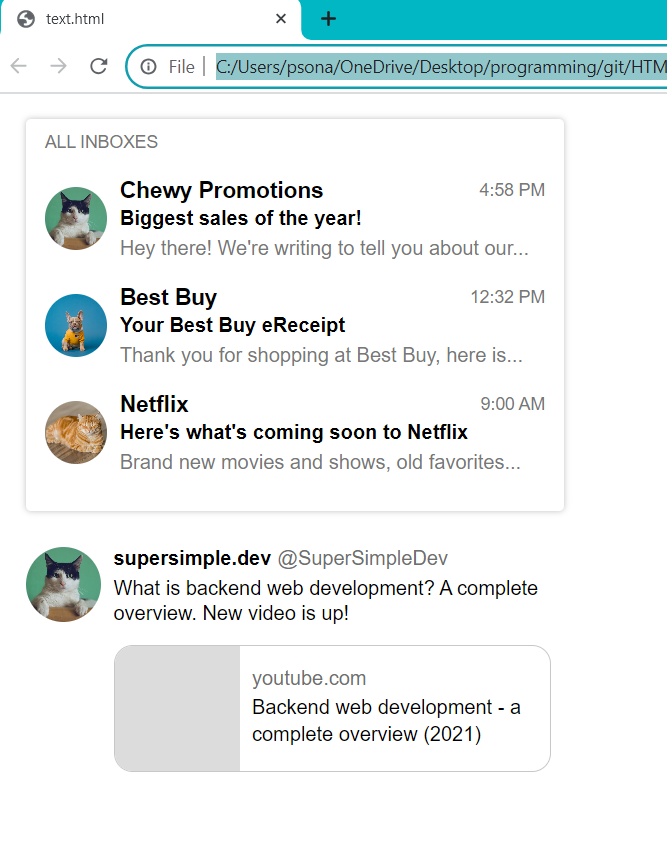 text.html
File
C:/Users/psona/OneDrive/Desktop/programming/git/HTM
ALL INBOXES
Chewy Promotions 4:58 PM
Biggest sales of the year!
Hey there! We're writing to tell you about our...
Best Buy 12:32 PM
Your Best Buy eReceipt
Thank you for shopping at Best Buy, here is...
Netflix 9:00 AM
Here's what's coming soon to Netflix
Brand new movies and shows, old favorites...
supersimple.dev @SuperSimpleDev
What is backend web development? A complete
overview. New video is up!
youtube.com
Backend web development - a
complete overview (2021)